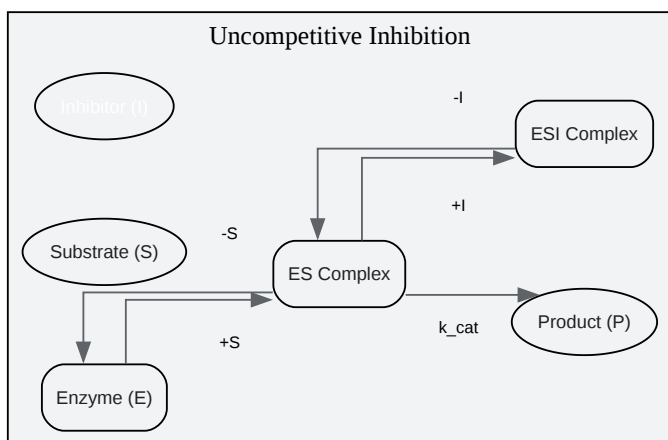 Uncompetitive Inhibition
Inhibitor (I)
-I
ESI Complex
+I
Substrate (S)
-S
ES Complex
+S
k_cat
Product (P)
Enzyme (E)